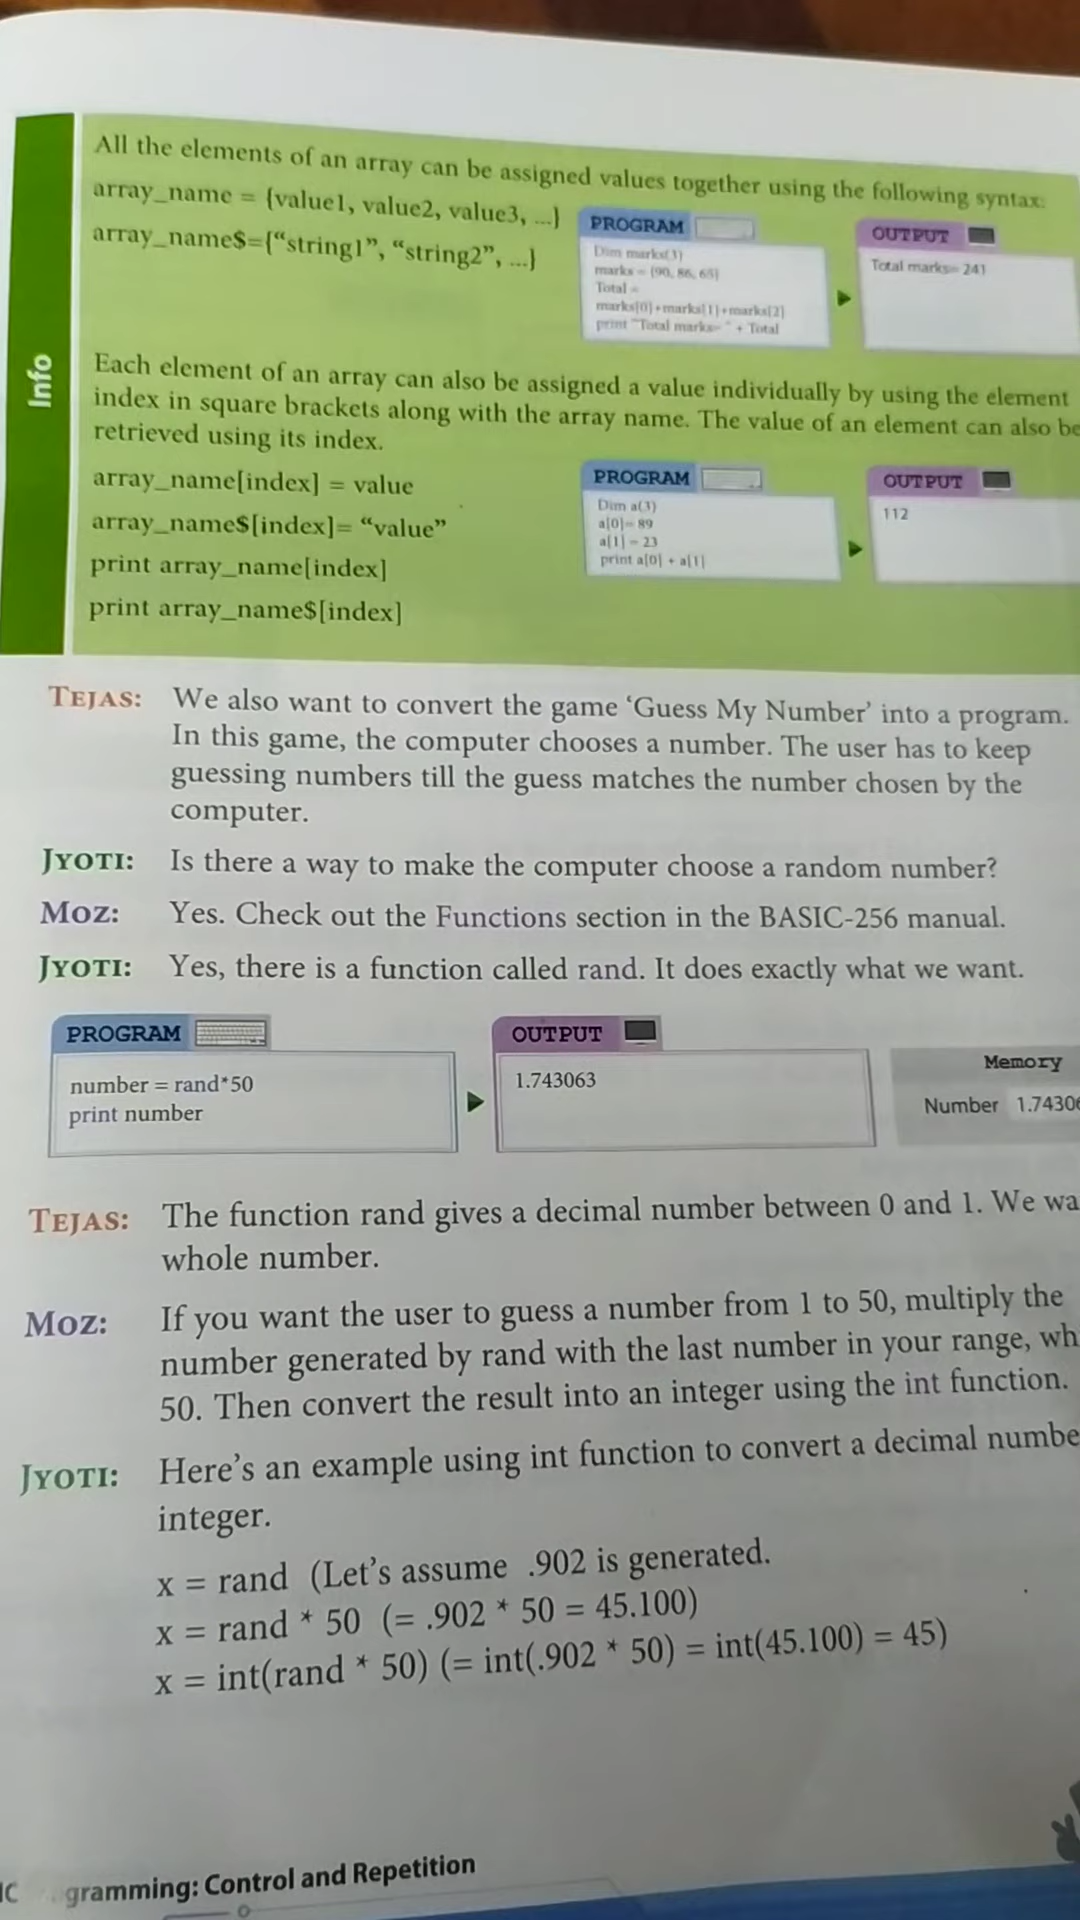 All the elements of an array can be assigned values together using the following syntax:
array_name = {value1, value2, value3, ...}
array_name$={“string1”, “string2”, ...}
PROGRAM
Dim marks(3)
marks = {90, 86, 65}
Total =
marks[0]+marks[1]+marks[2]
print "Total marks= " + Total
OUTPUT
Total marks= 241
Info
Each element of an array can also be assigned a value individually by using the element
index in square brackets along with the array name. The value of an element can also be
retrieved using its index.
array_name[index] = value
array_name$[index]= “value”
print array_name[index]
print array_name$[index]
PROGRAM
Dim a(3)
a[0]= 89
a[1] = 23
print a[0] + a[1]
OUTPUT
112
TEJAS: We also want to convert the game ‘Guess My Number’ into a program.
In this game, the computer chooses a number. The user has to keep
guessing numbers till the guess matches the number chosen by the
computer.
JYOTI: Is there a way to make the computer choose a random number?
MOZ: Yes. Check out the Functions section in the BASIC-256 manual.
JYOTI: Yes, there is a function called rand. It does exactly what we want.
PROGRAM
number = rand*50
print number
OUTPUT
1.743063
Memory
Number 1.74306
TEJAS: The function rand gives a decimal number between 0 and 1. We wa
whole number.
MOZ: If you want the user to guess a number from 1 to 50, multiply the
number generated by rand with the last number in your range, wh
50. Then convert the result into an integer using the int function.
JYOTI: Here’s an example using int function to convert a decimal numbe
integer.
x = rand (Let’s assume .902 is generated.
x = rand * 50 (= .902 * 50 = 45.100)
x = int(rand * 50) (= int(.902 * 50) = int(45.100) = 45)
gramming: Control and Repetition